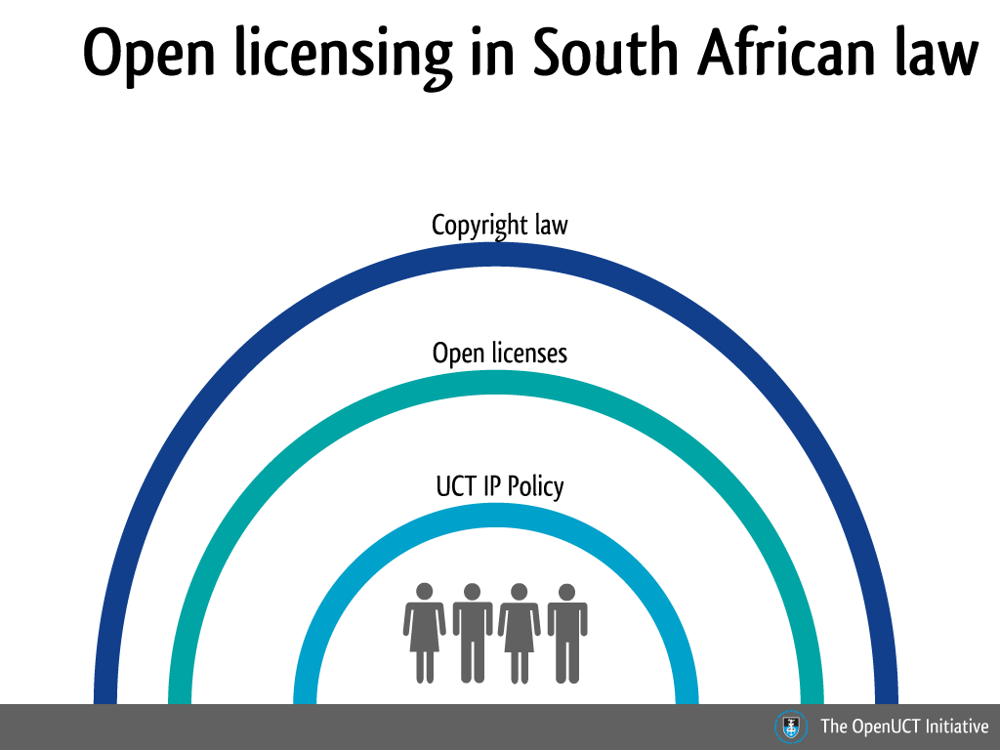 Open licensing in South African law
Copyright law
Open licenses
UCT IP Policy
The OpenUCT Initiative